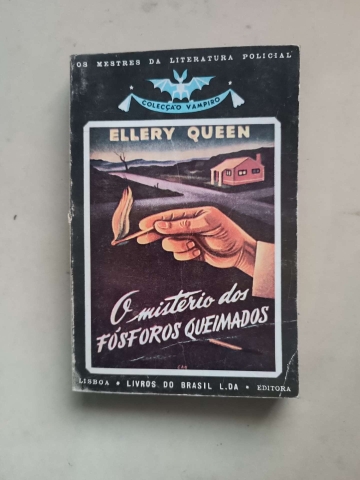 OS MESTRES DA LITERATURA POLICIAL
COLECÇÃO VAMPIRO
ELLERY QUEEN
O mistério dos
FÓSFOROS QUEIMADOS
LISBOA • LIVROS DO BRASIL L.DA • EDITORA